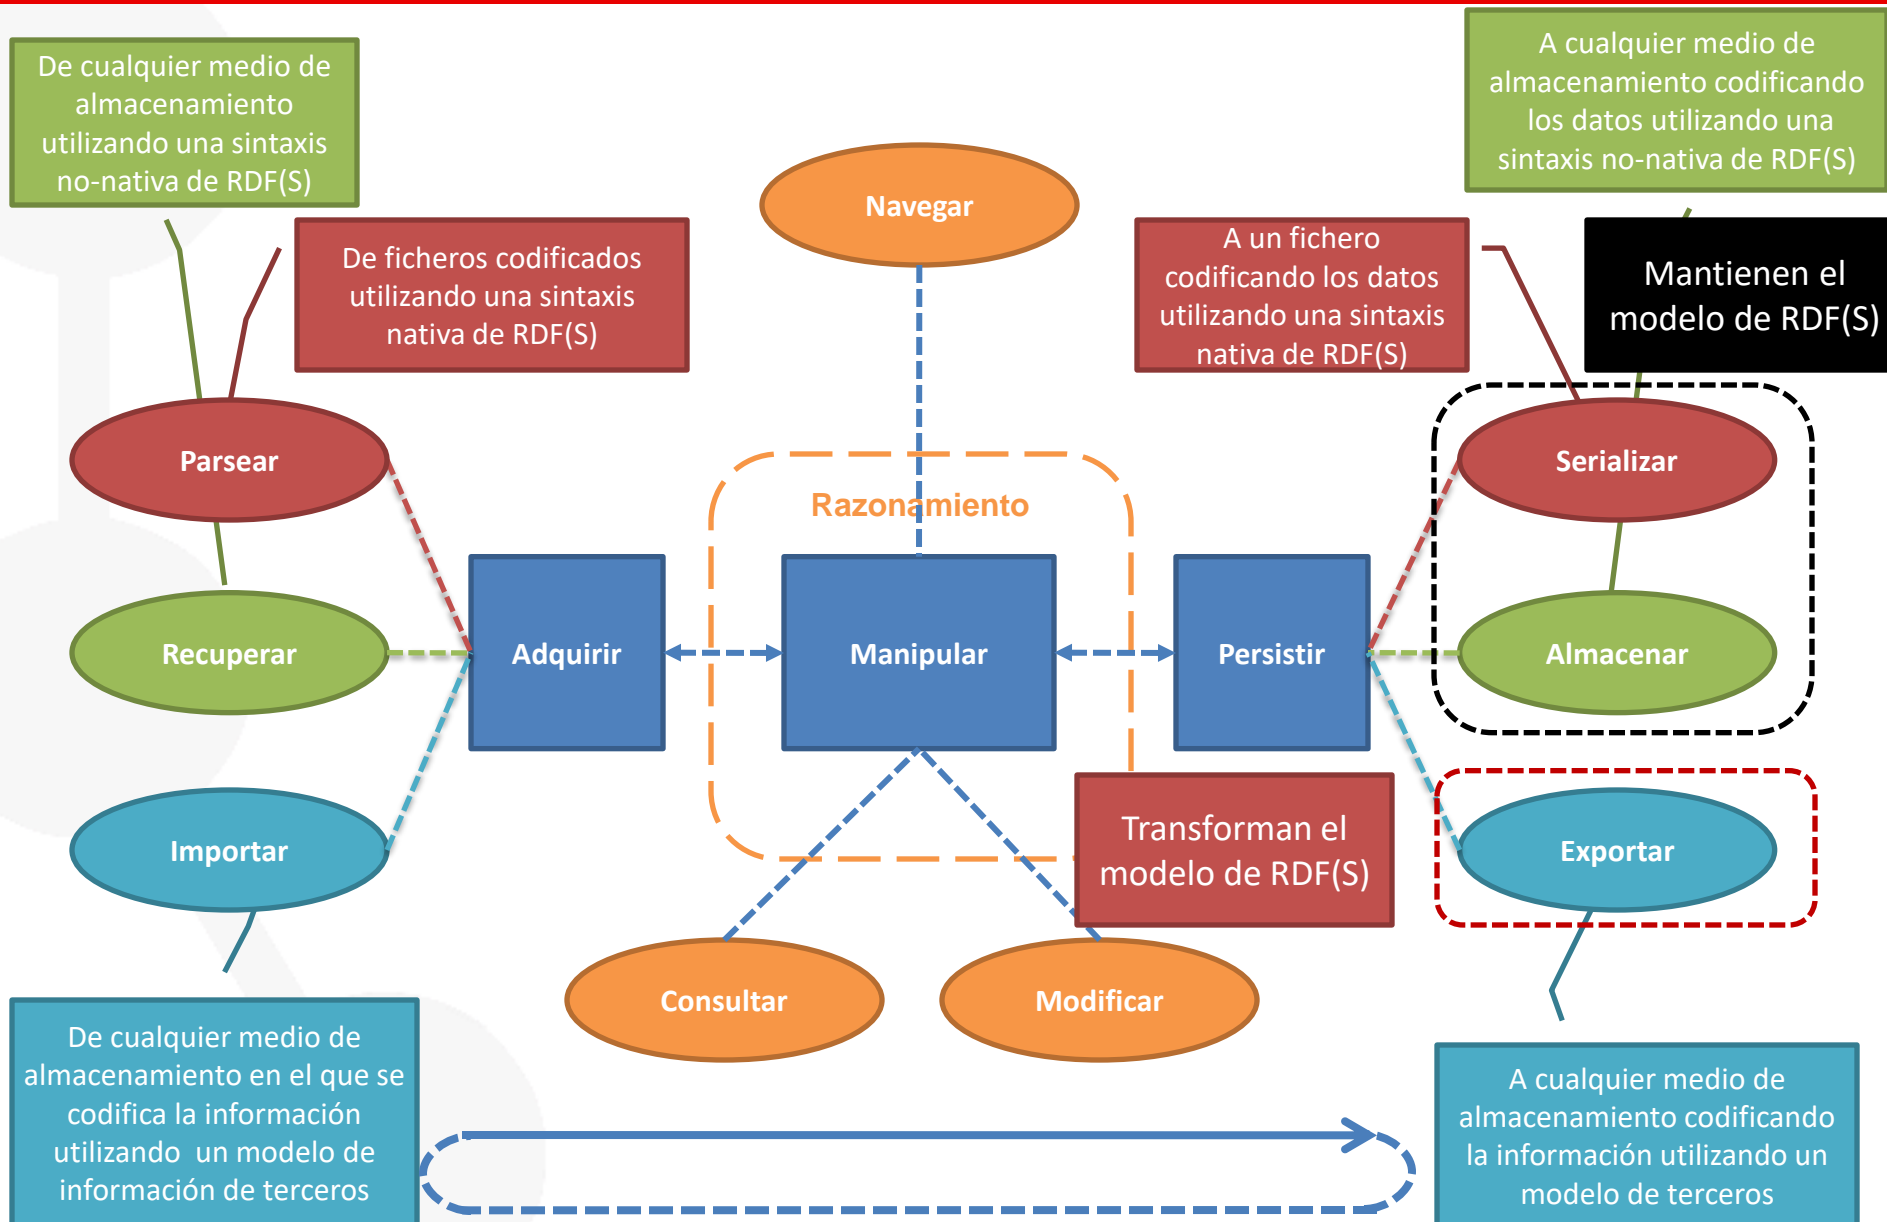 De cualquier medio de
almacenamiento
utilizando una sintaxis
no-nativa de RDF(S)
A cualquier medio de
almacenamiento codificando
los datos utilizando una
sintaxis no-nativa de RDF(S)
Navegar
De ficheros codificados
utilizando una sintaxis
nativa de RDF(S)
A un fichero
codificando los datos
utilizando una sintaxis
nativa de RDF(S)
Mantienen el
modelo de RDF(S)
Parsear
Serializar
Razonamiento
Recuperar
Adquirir
Manipular
Persistir
Almacenar
Importar
Transforman el
modelo de RDF(S)
Exportar
Consultar
Modificar
De cualquier medio de
almacenamiento en el que se
codifica la información
utilizando un modelo de
información de terceros
A cualquier medio de
almacenamiento codificando
la información utilizando un
modelo de terceros